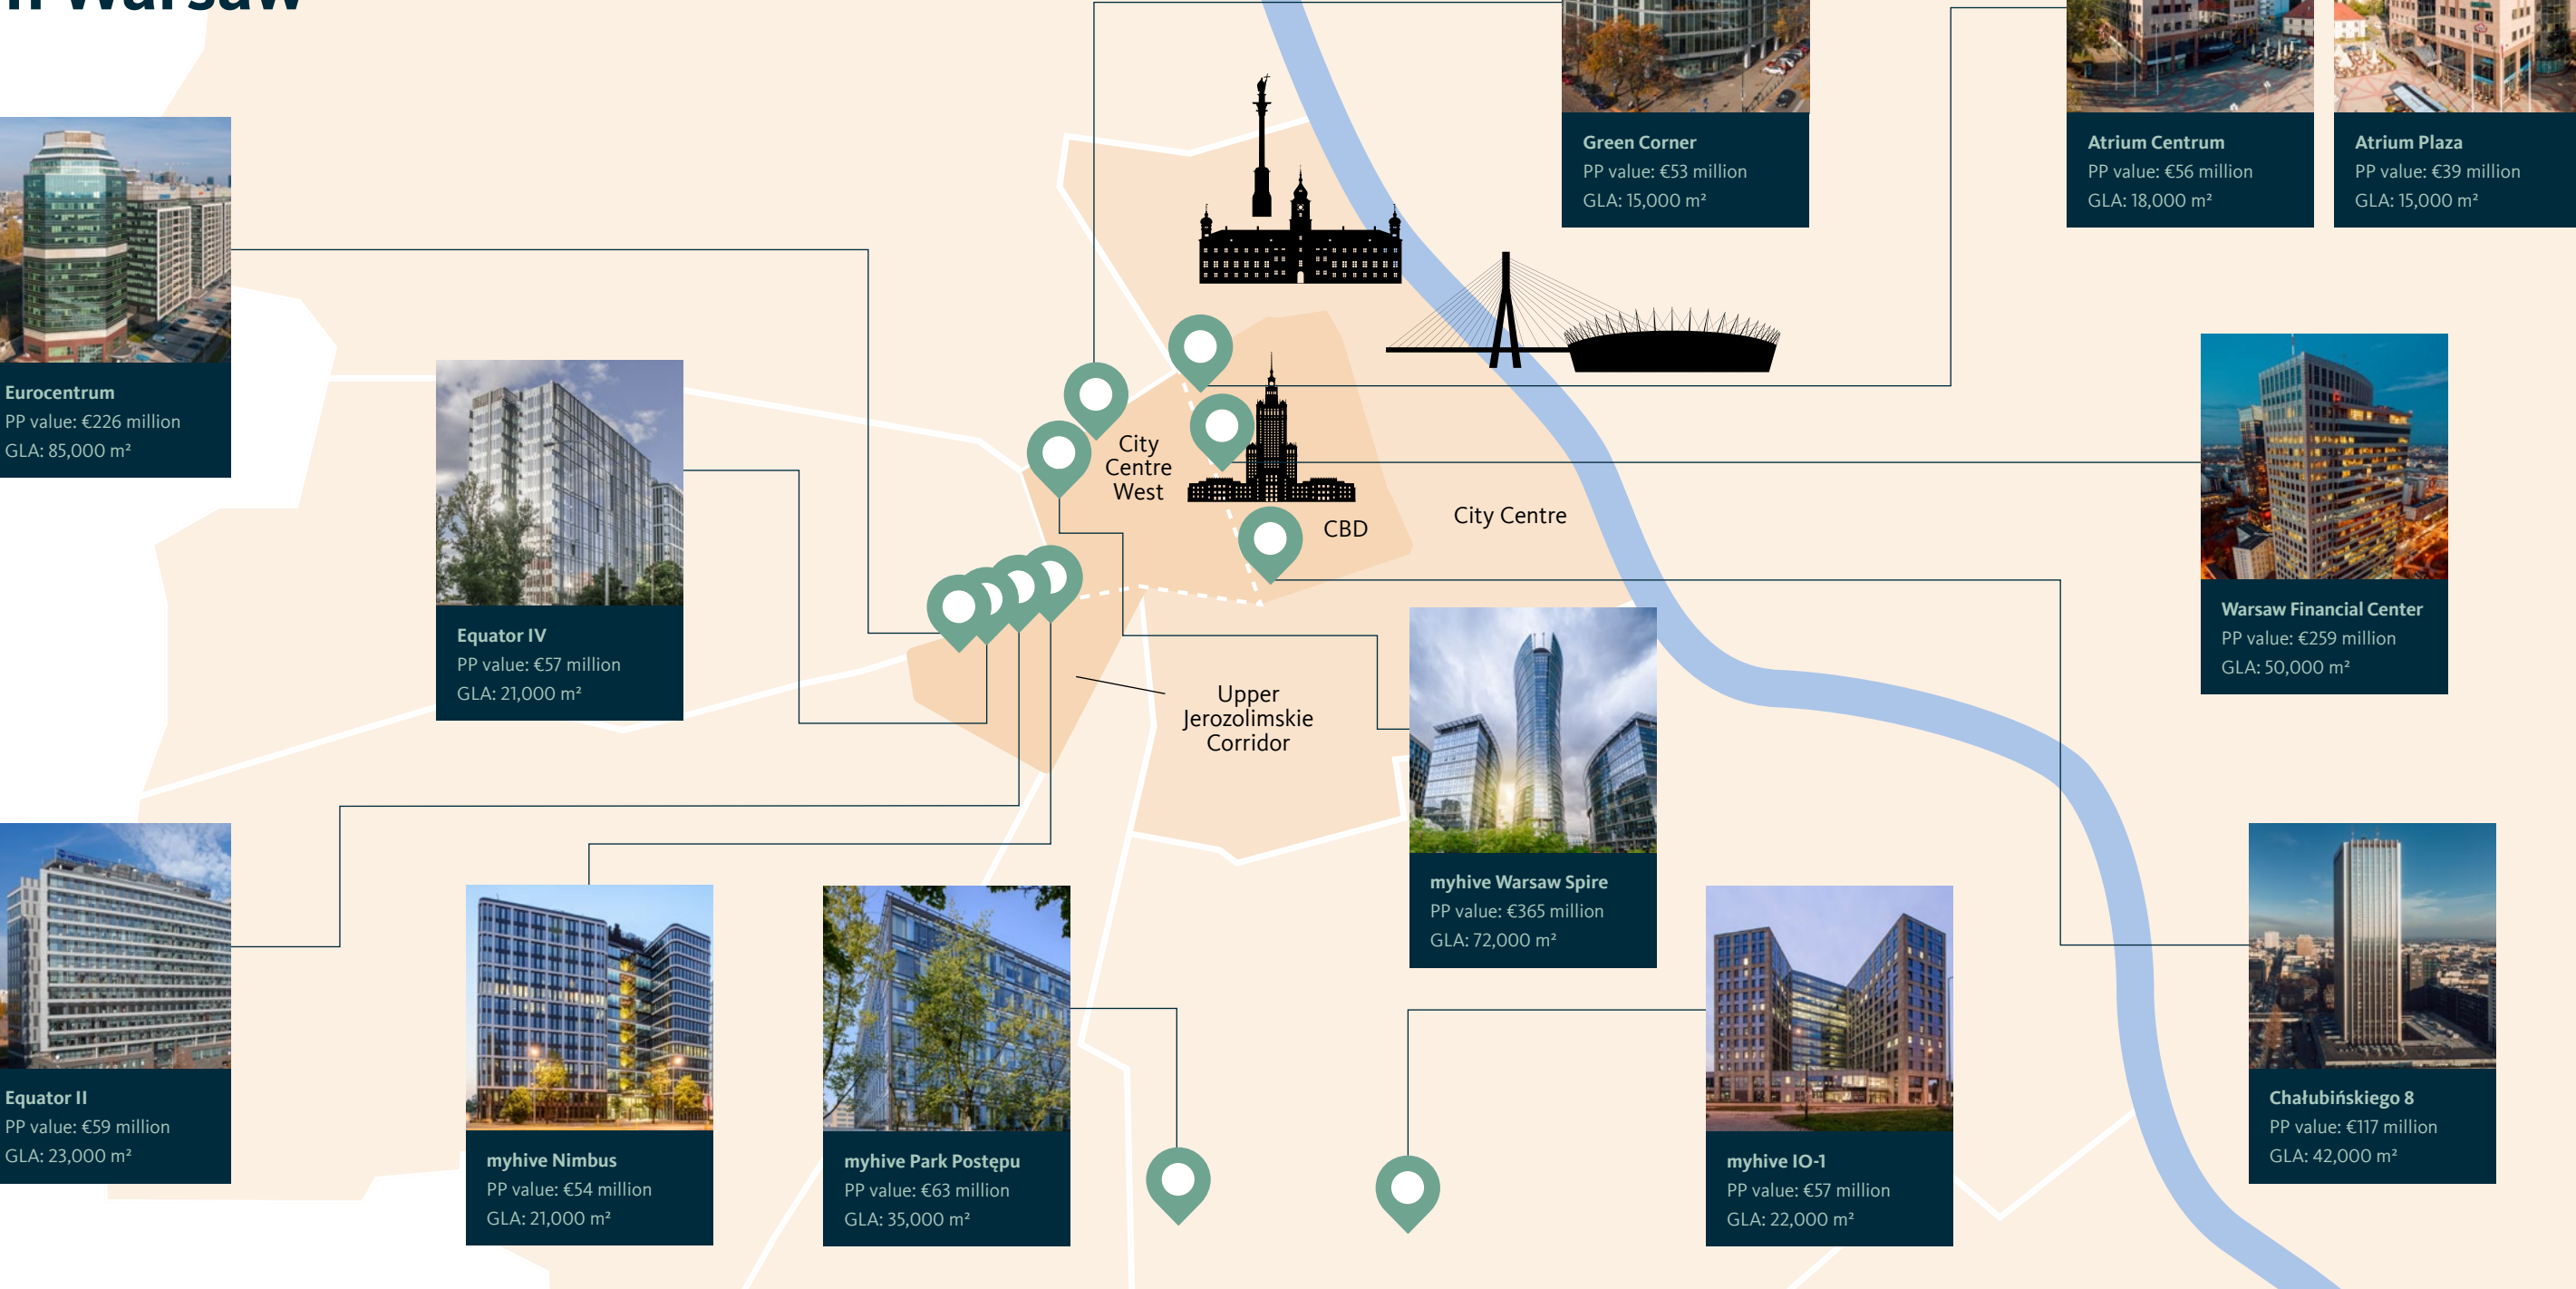 Green Corner
PP value: €53 million
GLA: 15,000 m²
Atrium Centrum
PP value: €56 million
GLA: 18,000 m²
Atrium Plaza
PP value: €39 million
GLA: 15,000 m²
Eurocentrum
PP value: €226 million
GLA: 85,000 m²
City
Centre
West
CBD
City Centre
Equator IV
PP value: €57 million
GLA: 21,000 m²
Warsaw Financial Center
PP value: €259 million
GLA: 50,000 m²
Upper
Jerozolimskie
Corridor
myhive Warsaw Spire
PP value: €365 million
GLA: 72,000 m²
Equator II
PP value: €59 million
GLA: 23,000 m²
myhive Nimbus
PP value: €54 million
GLA: 21,000 m²
myhive Park Postępu
PP value: €63 million
GLA: 35,000 m²
myhive IO-1
PP value: €57 million
GLA: 22,000 m²
Chałubińskiego 8
PP value: €117 million
GLA: 42,000 m²